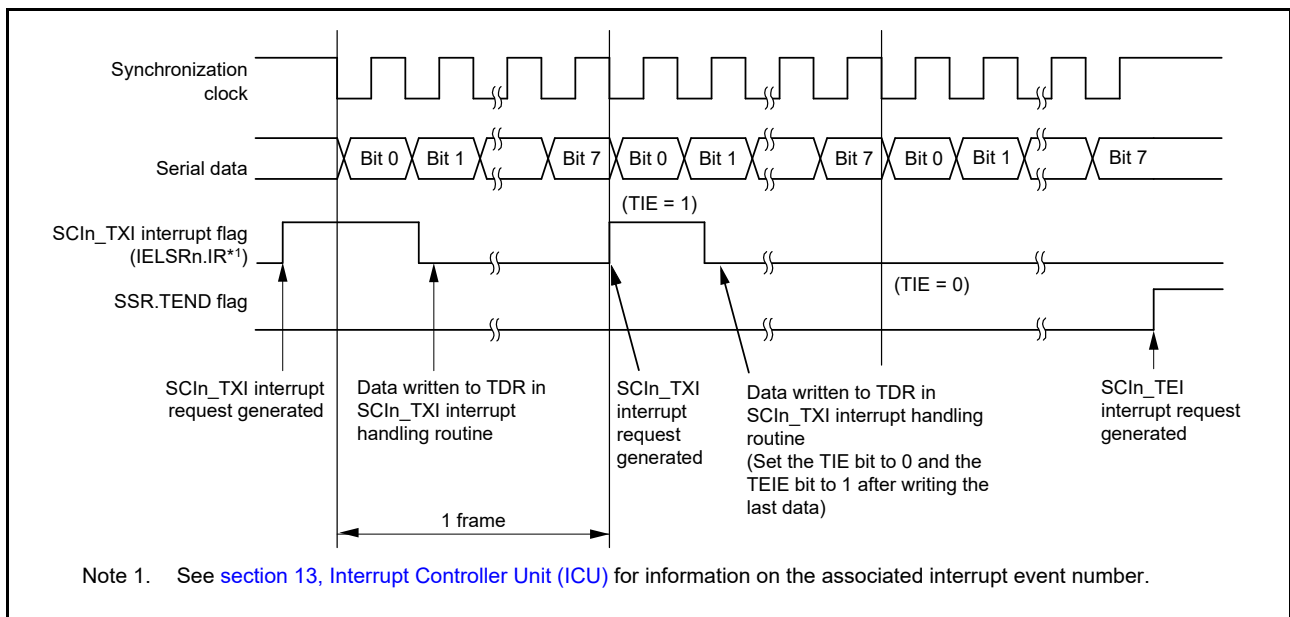 Synchronization
clock
Serial data
Bit 0 Bit 1 Bit 7 Bit 0 Bit 1 Bit 7 Bit 0 Bit 1 Bit 7
(TIE = 1)
SCIn_TXI interrupt flag
(IELSRn.IR*1)
(TIE = 0)
SSR.TEND flag
SCIn_TXI interrupt
request generated
Data written to TDR in
SCIn_TXI interrupt
handling routine
SCIn_TXI
interrupt
request
generated
Data written to TDR in
SCIn_TXI interrupt handling
routine
(Set the TIE bit to 0 and the
TEIE bit to 1 after writing the
last data)
SCIn_TEI
interrupt request
generated
1 frame
Note 1. See section 13, Interrupt Controller Unit (ICU) for information on the associated interrupt event number.